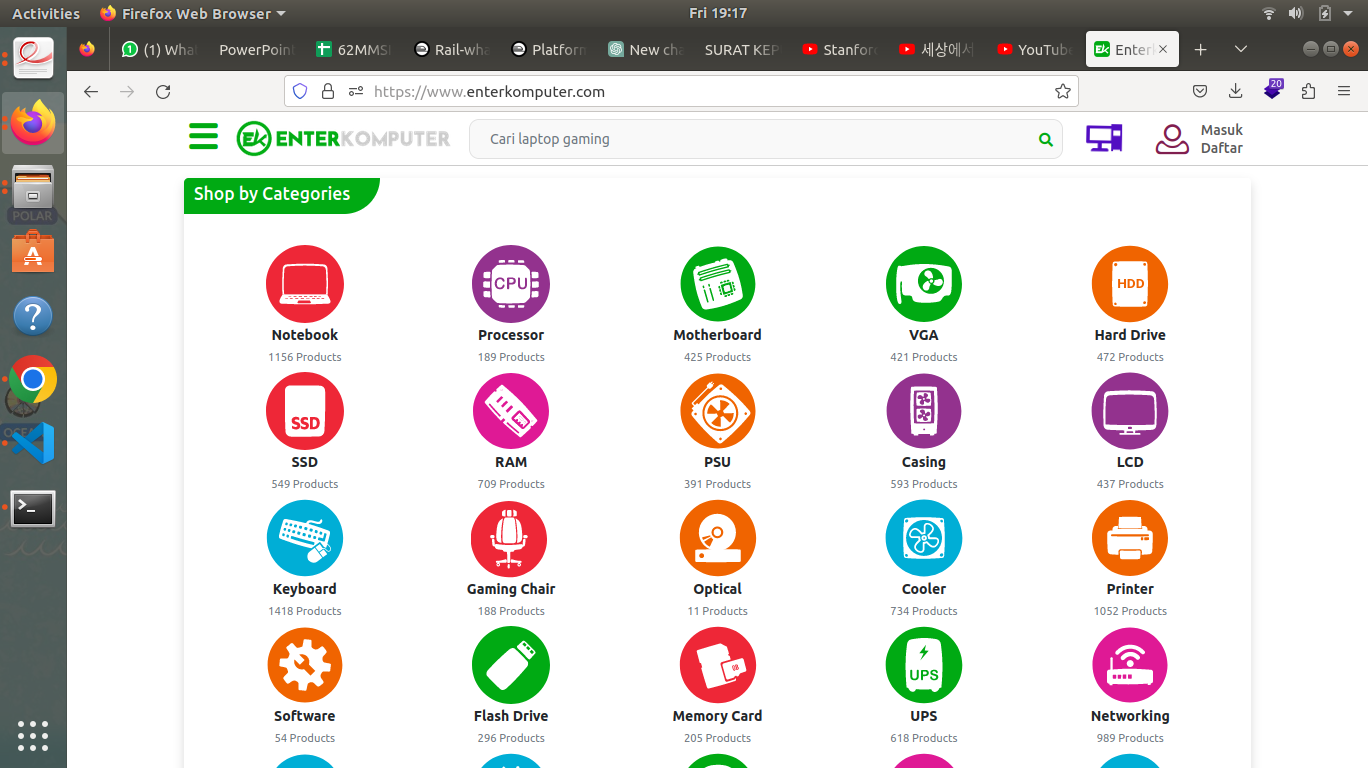 Activities
Firefox Web Browser
Fri 19:17
(1) Wha
PowerPoint
62MMS
Rail-wha
Platform
New cha
SURAT KEP
Stanford
세상에서
YouTube
Enter
https://www.enterkomputer.com
20
EK ENTERKOMPUTER
Cari laptop gaming
Masuk
Daftar
Shop by Categories
CPU
HDD
Notebook
Processor
Motherboard
VGA
Hard Drive
1156 Products
189 Products
425 Products
421 Products
472 Products
SSD
SSD
RAM
PSU
Casing
LCD
549 Products
709 Products
391 Products
593 Products
437 Products
Keyboard
Gaming Chair
Optical
Cooler
Printer
1418 Products
188 Products
11 Products
734 Products
1052 Products
UPS
Software
Flash Drive
Memory Card
UPS
Networking
54 Products
296 Products
205 Products
618 Products
989 Products
POLAR